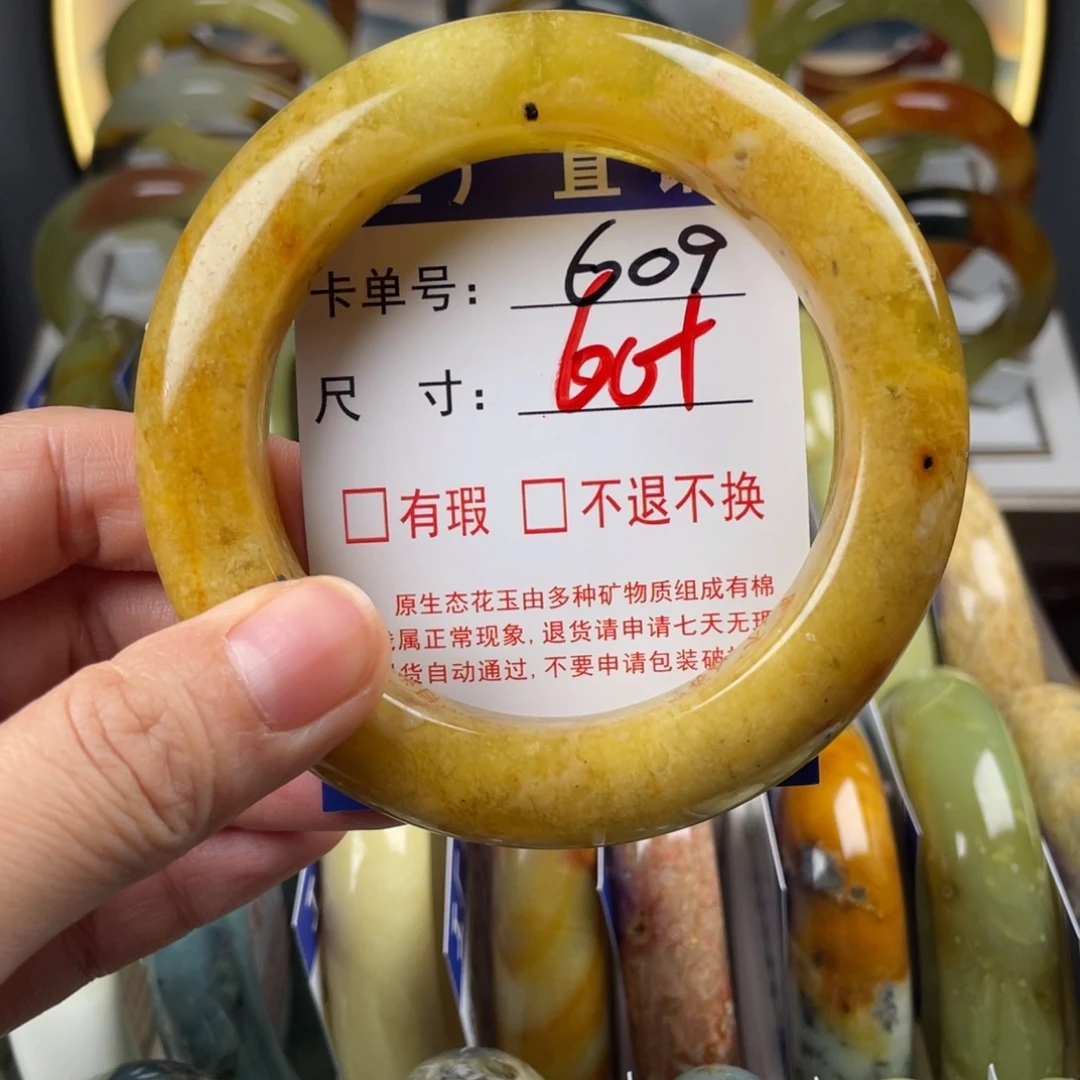 直
卡单号： 609
尺 寸： 60+
□有瑕 □不退不换
原生态花玉由多种矿物质组成有棉
属正常现象，退货请申请七天无理
货自动通过，不要申请包装破